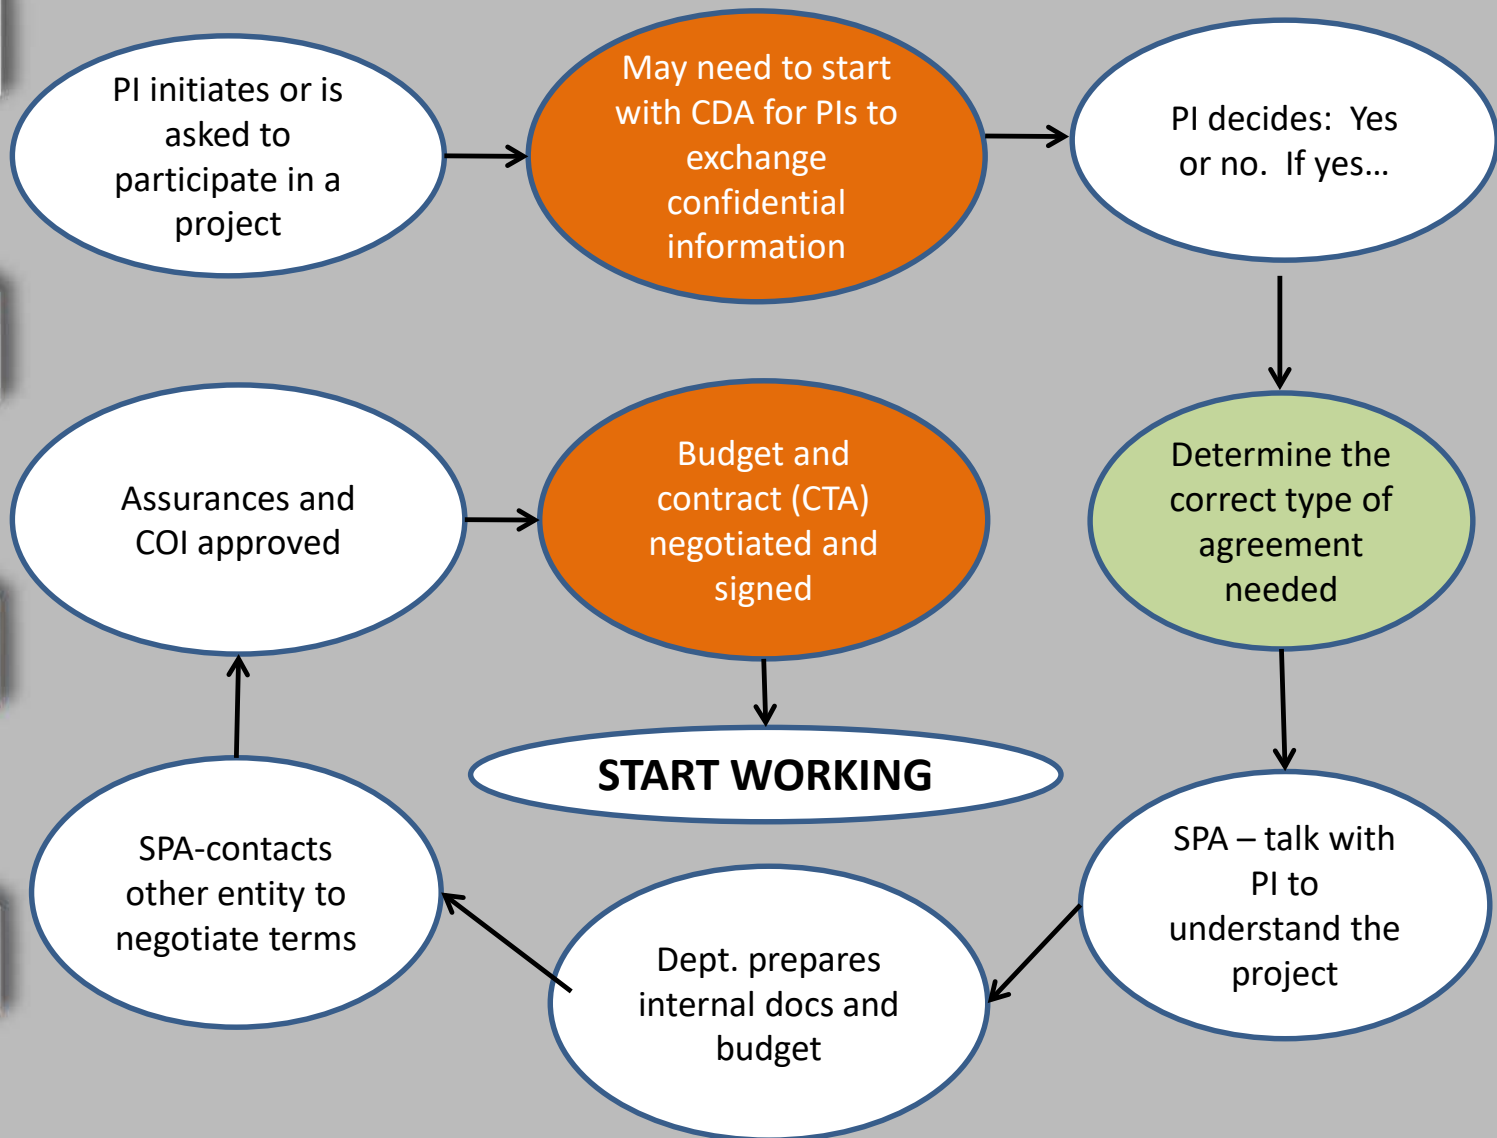 PI initiates or is
asked to
participate in a
project
May need to start
with CDA for PIs to
exchange
confidential
information
PI decides:  Yes
or no.  If yes…
Determine the
correct type of
agreement
needed
SPA – talk with
PI to
understand the
project
Dept. prepares
internal docs and
budget
SPA-contacts
other entity to
negotiate terms
Assurances and
COI approved
Budget and
contract (CTA)
negotiated and
signed
START WORKING